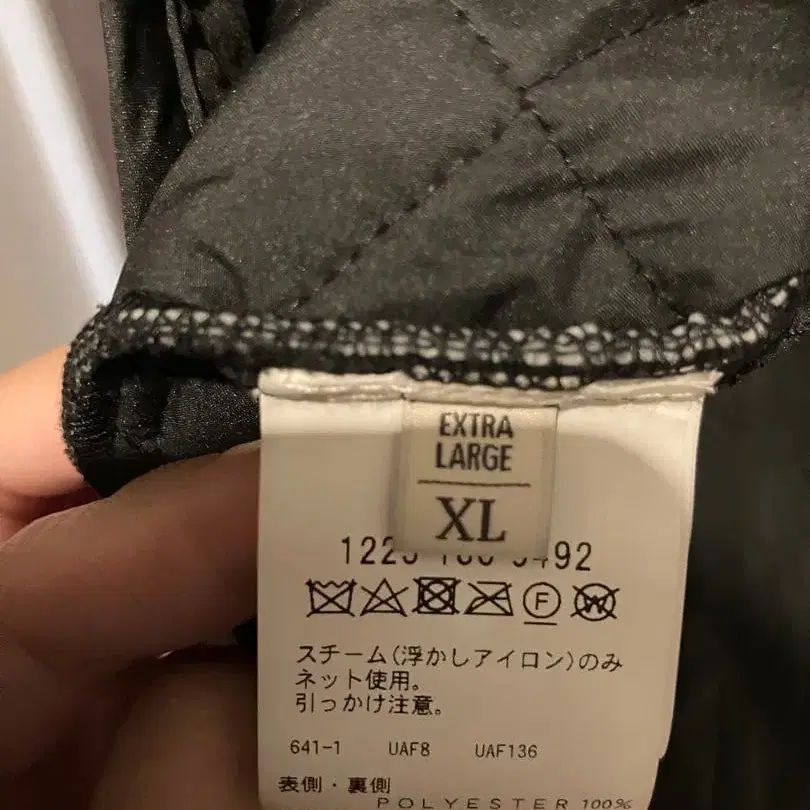 EXTRA
LARGE
XL
492
F
W
スチーム(浮かしアイロン)のみ
ネット使用。
引っかけ注意。
641-1 UAF8 UAF136
表側・裏側
POLYESTER 100%